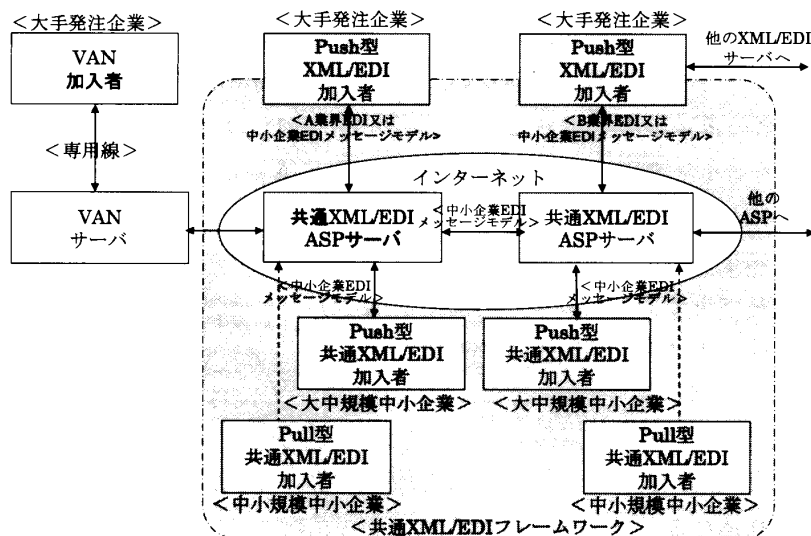 ＜大手発注企業＞
VAN
加入者
＜専用線＞
VAN
サーバ
＜大手発注企業＞
Push型
XML/EDI
加入者
＜A業界EDI又は
中小企業EDIメッセージモデル＞
＜大手発注企業＞
Push型
XML/EDI
加入者
＜B業界EDI又は
中小企業EDIメッセージモデル＞
他のXML/EDI
サーバへ
インターネット
共通XML/EDI
ASPサーバ
＜中小企業EDI
メッセージモデル＞
共通XML/EDI
ASPサーバ
他の
ASPへ
＜中小企業EDI
メッセージモデル＞
＜中小企業EDI
メッセージモデル＞
Push型
共通XML/EDI
加入者
＜大中規模中小企業＞
Push型
共通XML/EDI
加入者
＜大中規模中小企業＞
Pull型
共通XML/EDI
加入者
＜中小規模中小企業＞
Pull型
共通XML/EDI
加入者
＜中小規模中小企業＞
＜共通XML/EDIフレームワーク＞